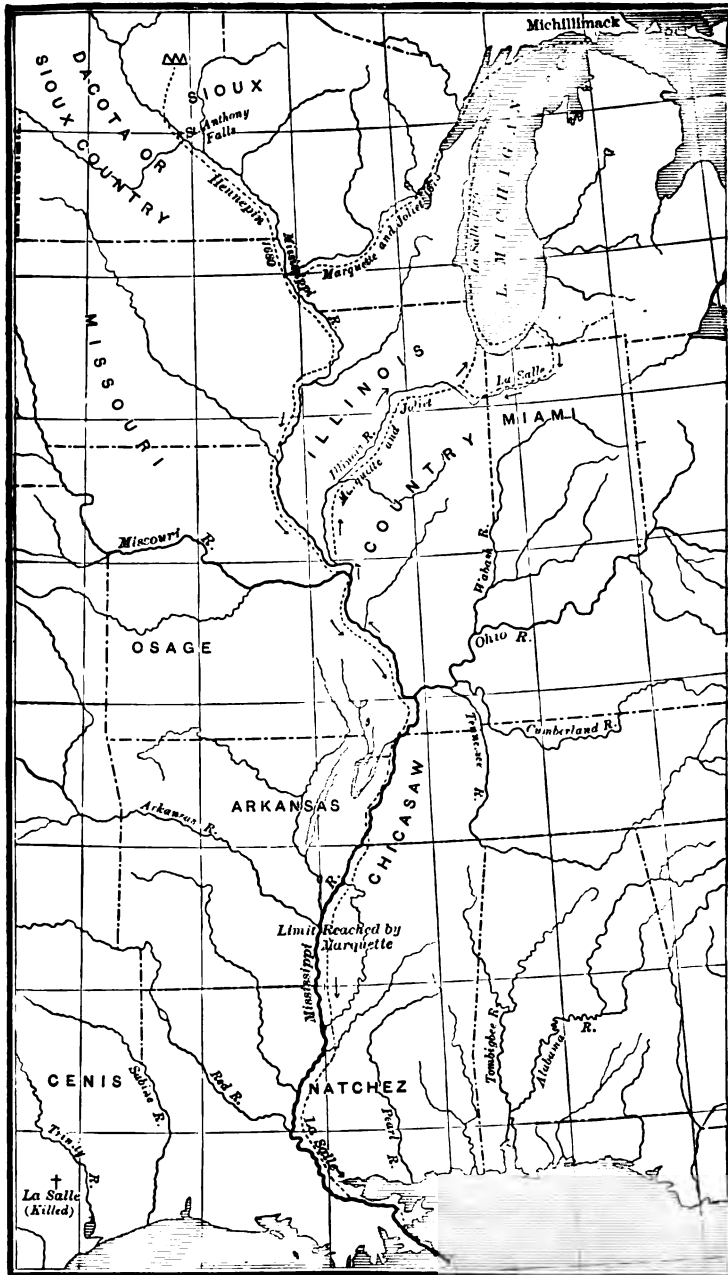 Michillimack
DACOTA OR
SIOUX COUNTRY
SIOUX
St. Anthony
Falls
Hennepin
1680
Mississippi
R.
Marquette and Joliet
La Salle
L. MICHIGAN
MISSOURI
ILLINOIS
COUNTRY
Illinois R.
Marquette and Joliet
La Salle
MIAMI
Missouri R.
Wabash R.
Ohio R.
OSAGE
Tennessee R.
Cumberland R.
ARKANSAS
CHICASAW
Arkansas R.
R.
Limit Reached by
Marquette
Mississippi
Tombigbee R.
Alabama R.
CENIS
Sabine R.
Red R.
NATCHEZ
La Salle
Pearl R.
Trinity R.
La Salle
(Killed)